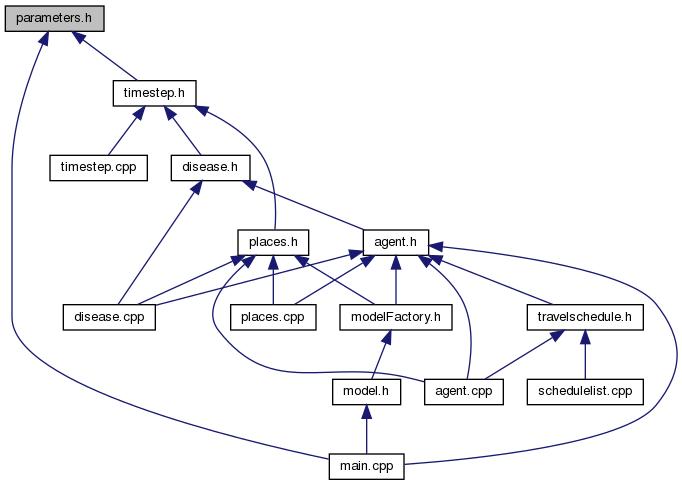 parameters.h
timestep.h
timestep.cpp
disease.h
places.h
agent.h
disease.cpp
places.cpp
modelFactory.h
travelschedule.h
model.h
agent.cpp
schedulelist.cpp
main.cpp